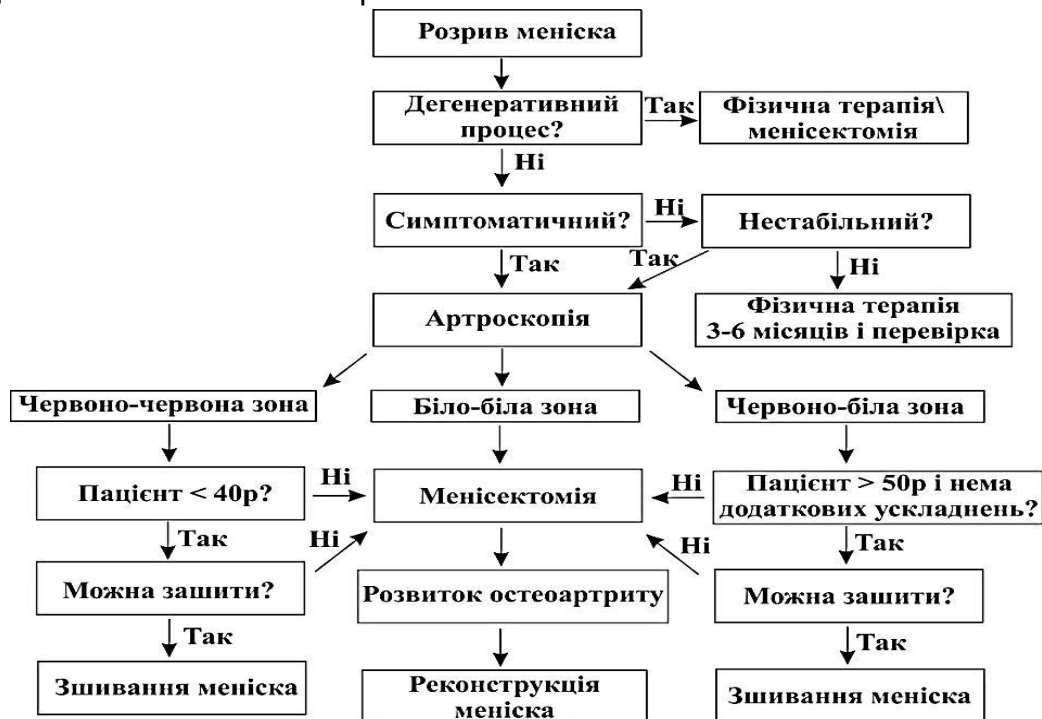 Розрив меніска
Дегенеративний
процес?
Так
Фізична терапія\
менісектомія
Ні
Симптоматичний?
Ні
Нестабільний?
Так
Так
Ні
Артроскопія
Фізична терапія
3-6 місяців і перевірка
Червоно-червона зона
Біло-біла зона
Червоно-біла зона
Пацієнт < 40р?
Ні
Менісектомія
Ні
Пацієнт > 50р і нема
додаткових ускладнень?
Так
Ні
Ні
Так
Можна зашити?
Розвиток остеоартриту
Можна зашити?
Так
Так
Зшивання меніска
Реконструкція
меніска
Зшивання меніска